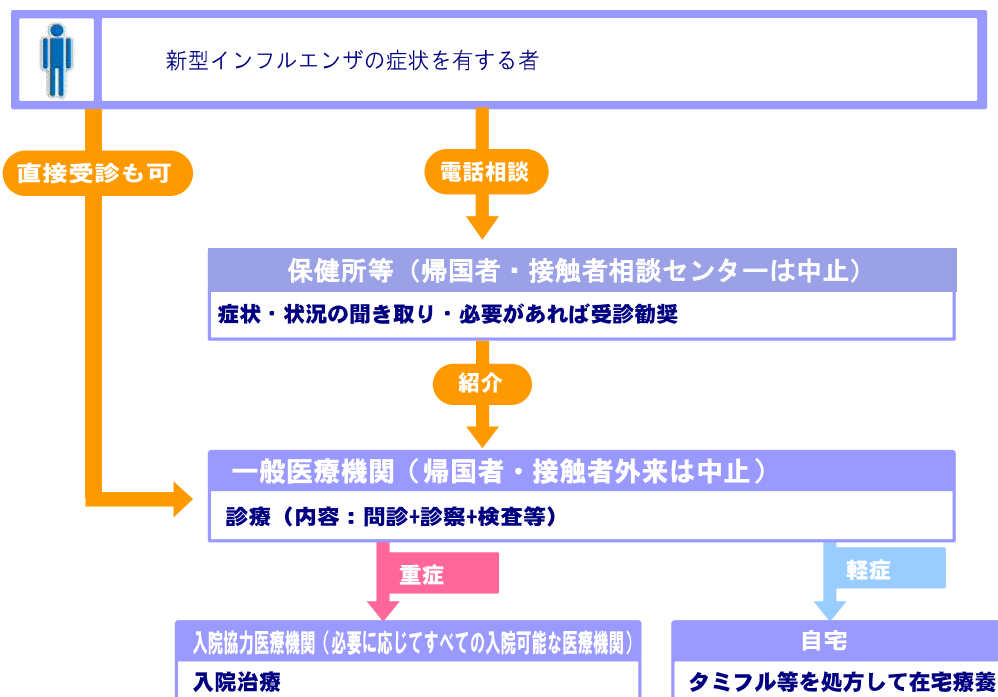 新型インフルエンザの症状を有する者
直接受診も可
電話相談
保健所等（帰国者・接触者相談センターは中止）
症状・状況の聞き取り・必要があれば受診勧奨
紹介
一般医療機関（帰国者・接触者外来は中止）
診療（内容：問診+診察+検査等）
重症
軽症
入院協力医療機関（必要に応じてすべての入院可能な医療機関）
入院治療
自宅
タミフル等を処方して在宅療養